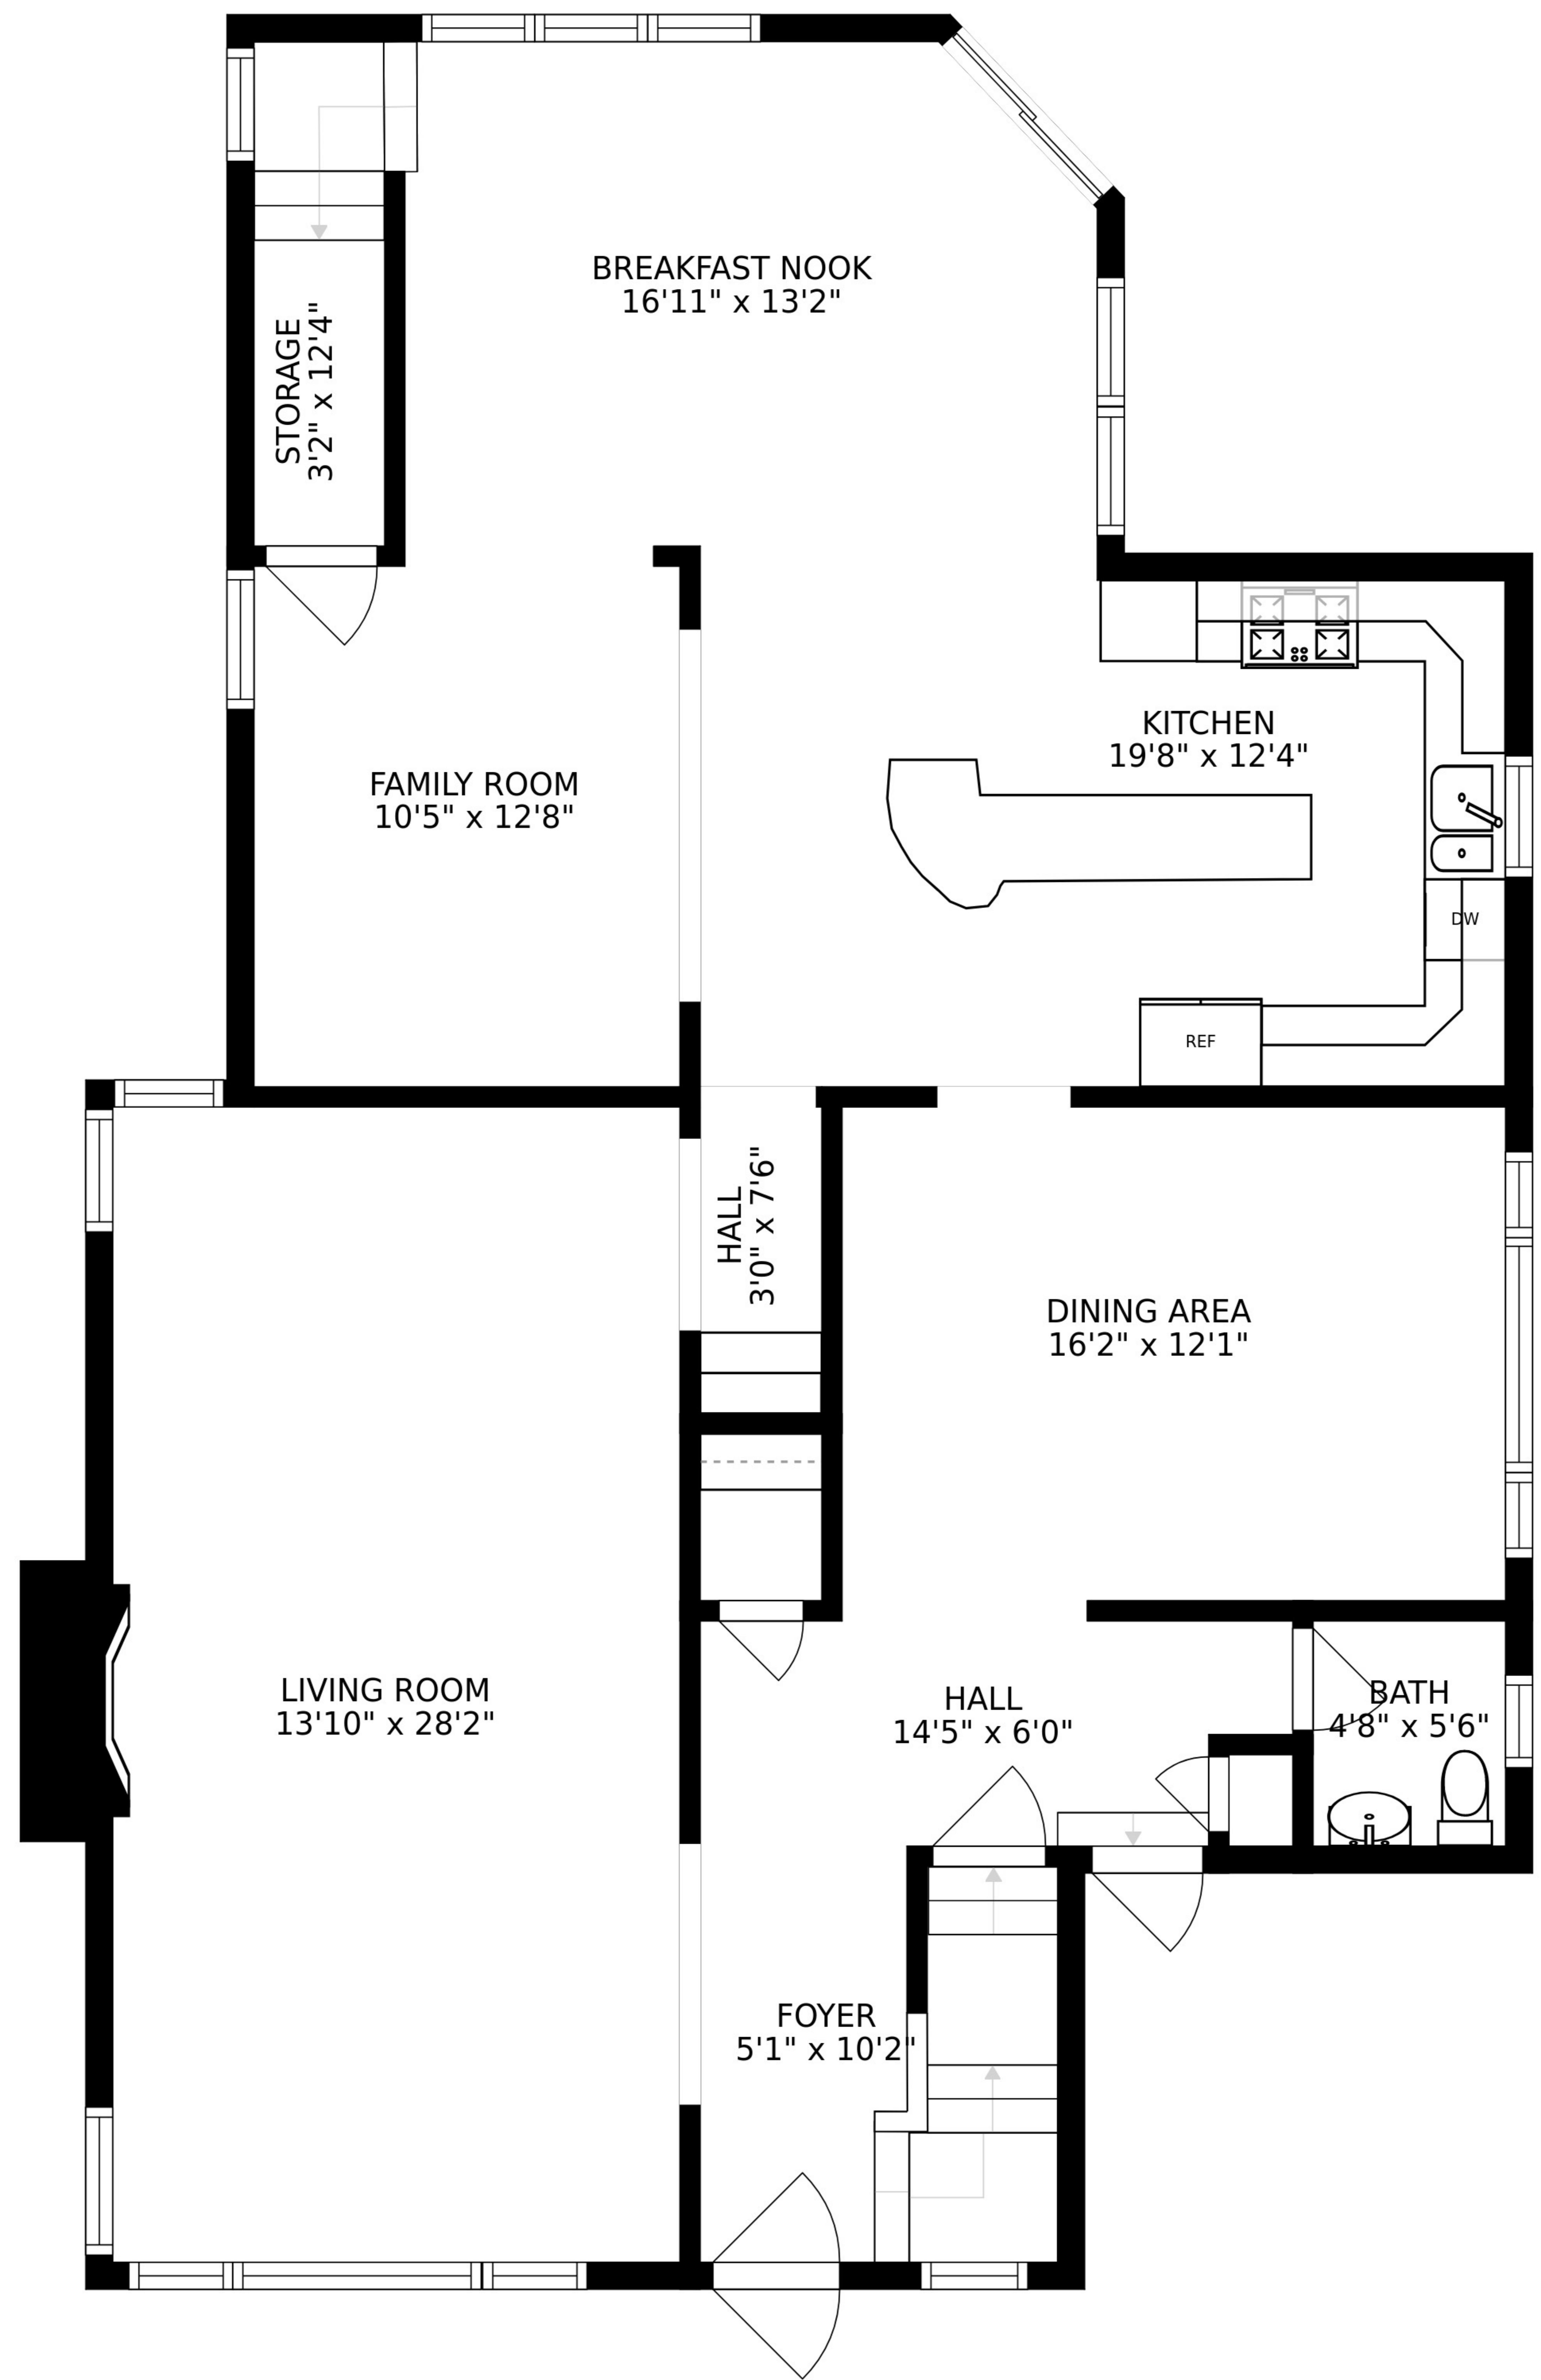 BREAKFAST NOOK
16'11" x 13'2"
STORAGE
3'2" x 12'4"
KITCHEN
19'8" x 12'4"
FAMILY ROOM
10'5" x 12'8"
DW
REF
HALL
3'0" x 7'6"
DINING AREA
16'2" x 12'1"
LIVING ROOM
13'10" x 28'2"
HALL
14'5" x 6'0"
BATH
4'8" x 5'6"
FOYER
5'1" x 10'2"